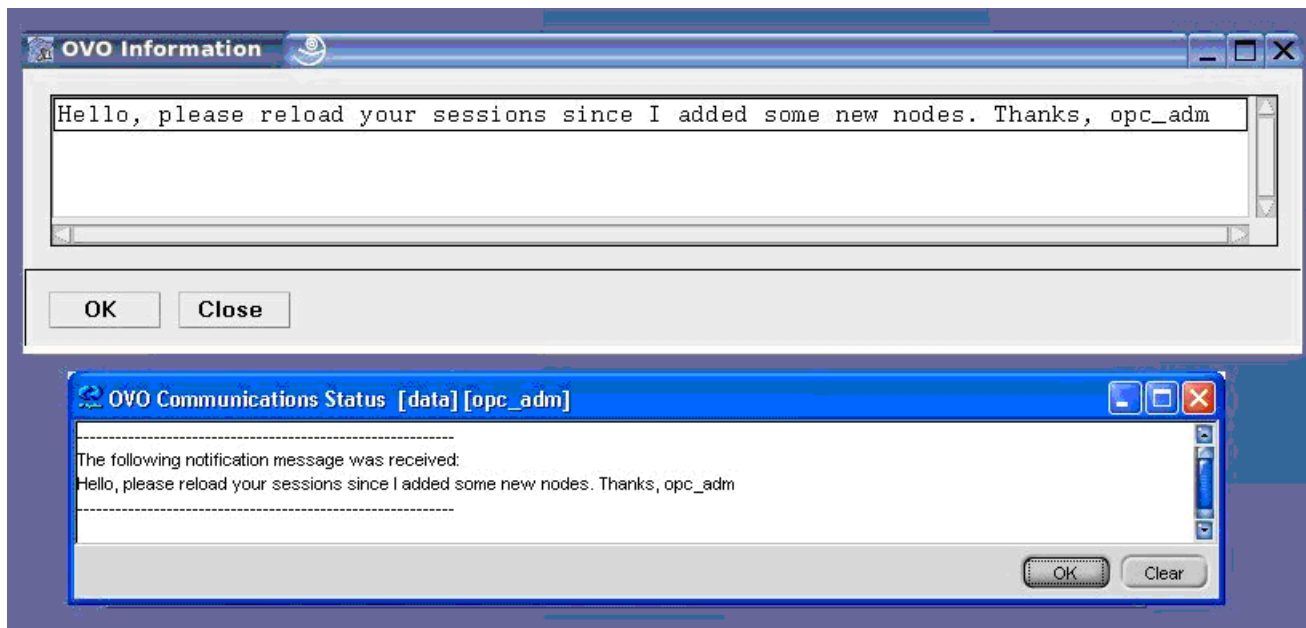 OVO Information
Hello, please reload your sessions since I added some new nodes. Thanks, opc_adm
OK Close
OVO Communications Status [data] [opc_adm]
-----------------------------------------------------------
The following notification message was received:
Hello, please reload your sessions since I added some new nodes. Thanks, opc_adm
-----------------------------------------------------------
OK Clear